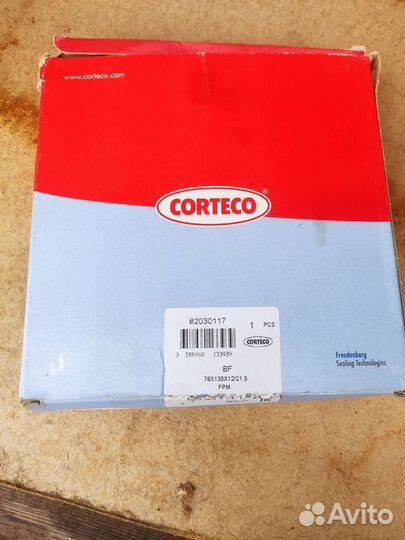 www.corteco.com
CORTECO®
82030117
1 PCS
CORTECO
3 358960 133939
BF
78X135X12/21,5
FPM
Freudenberg
Sealing Technologies
Avito